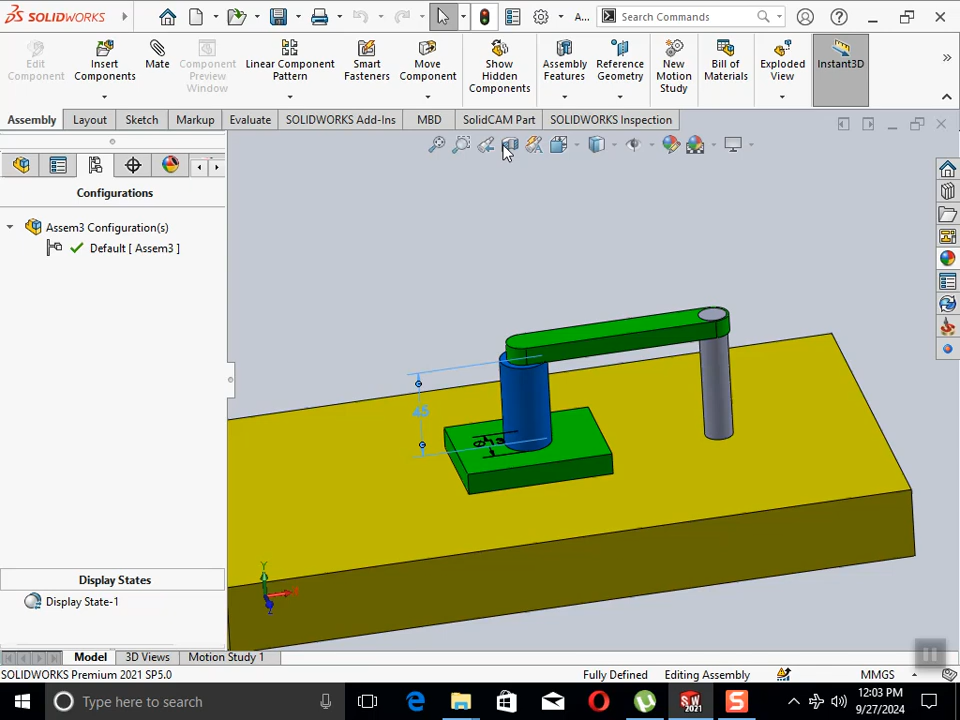 SOLIDWORKS
A...
Search Commands
Edit Component
Insert Components
Mate
Component Preview Window
Linear Component Pattern
Smart Fasteners
Move Component
Show Hidden Components
Assembly Features
Reference Geometry
New Motion Study
Bill of Materials
Exploded View
Instant3D
Assembly
Layout
Sketch
Markup
Evaluate
SOLIDWORKS Add-Ins
MBD
SolidCAM Part
SOLIDWORKS Inspection
Configurations
Assem3 Configuration(s)
Default [ Assem3 ]
45
Y
X
Z
Display States
Display State-1
Model
3D Views
Motion Study 1
SOLIDWORKS Premium 2021 SP5.0
Fully Defined
Editing Assembly
MMGS
Type here to search
SW
2021
S
12:03 PM
9/27/2024